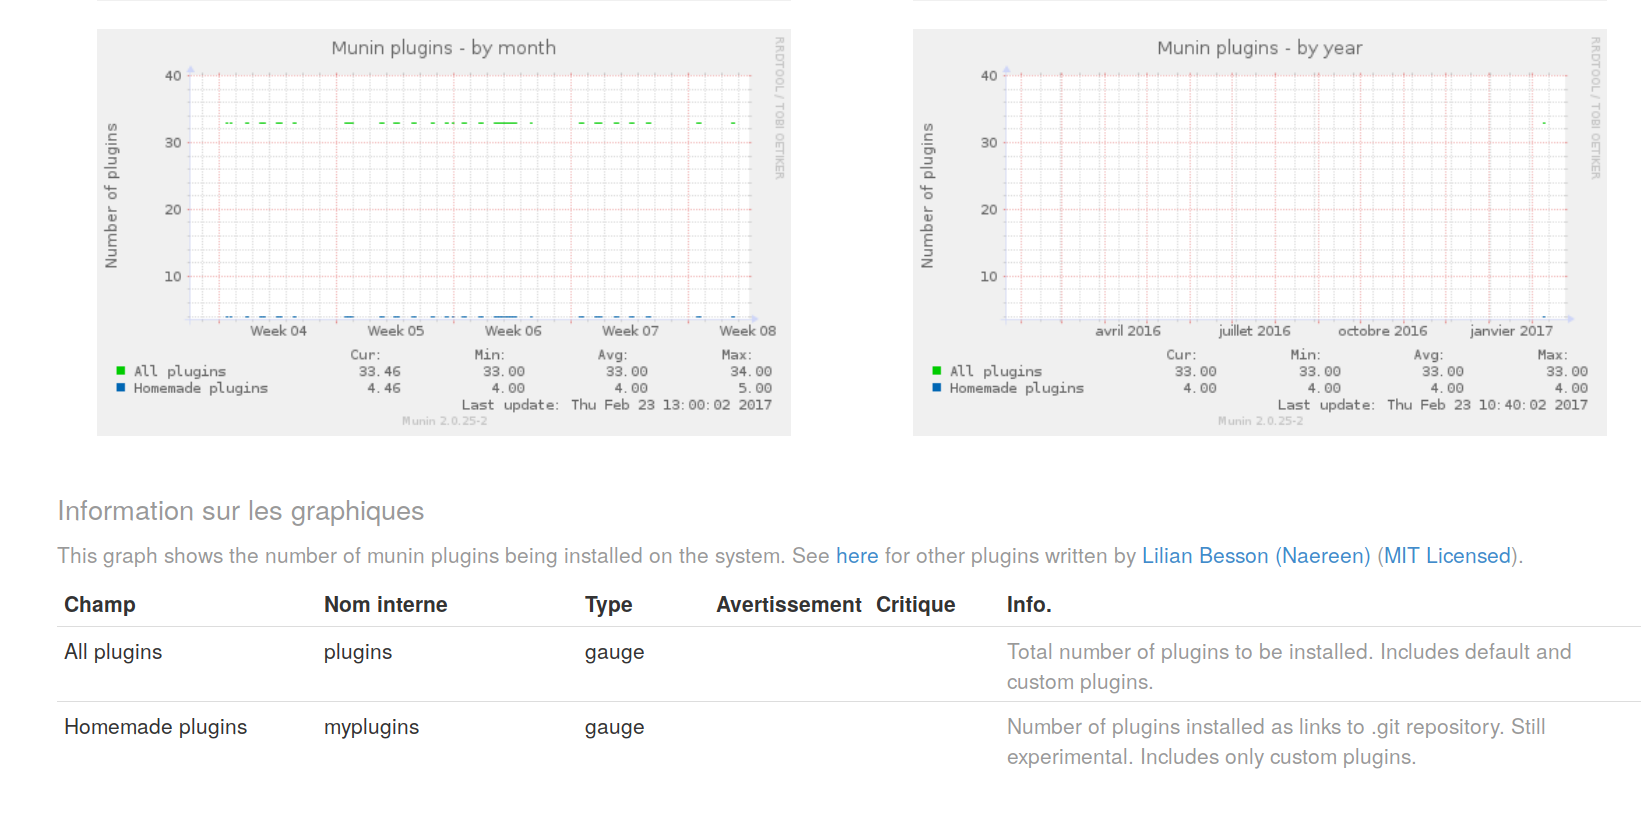 Munin plugins - by month
RRDTOOL / TOBI OETIKER
Number of plugins
40
30
20
10
Week 04 Week 05 Week 06 Week 07 Week 08
Cur: Min: Avg: Max:
All plugins 33.46 33.00 33.00 34.00
Homemade plugins 4.46 4.00 4.00 5.00
Last update: Thu Feb 23 13:00:02 2017
Munin 2.0.25-2
Munin plugins - by year
RRDTOOL / TOBI OETIKER
Number of plugins
40
30
20
10
avril 2016 juillet 2016 octobre 2016 janvier 2017
Cur: Min: Avg: Max:
All plugins 33.00 33.00 33.00 33.00
Homemade plugins 4.00 4.00 4.00 4.00
Last update: Thu Feb 23 10:40:02 2017
Munin 2.0.25-2
Information sur les graphiques
This graph shows the number of munin plugins being installed on the system. See here for other plugins written by Lilian Besson (Naereen) (MIT Licensed).
Champ Nom interne Type Avertissement Critique Info.
All plugins plugins gauge Total number of plugins to be installed. Includes default and
custom plugins.
Homemade plugins myplugins gauge Number of plugins installed as links to .git repository. Still
experimental. Includes only custom plugins.